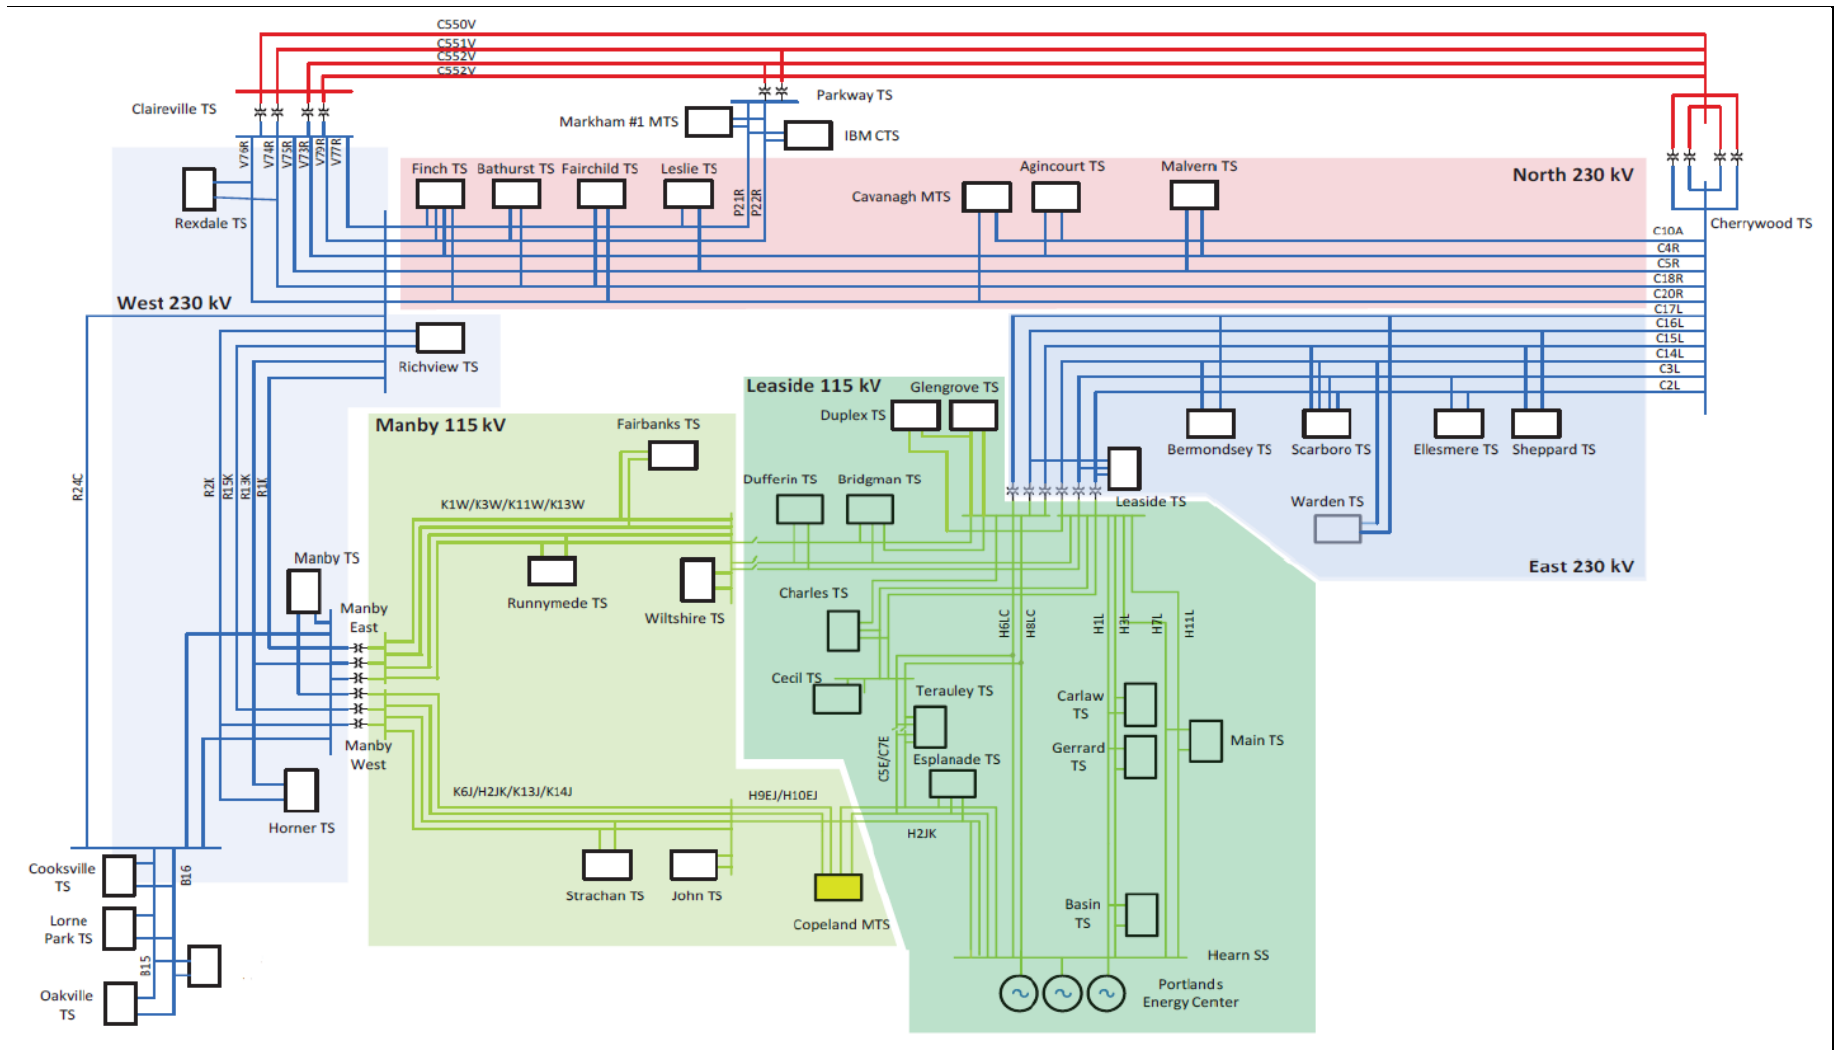 C550V
C551V
C552V
C552V
Claireville TS
Parkway TS
Markham #1 MTS
IBM CTS
V76R
V74R
V75R
V73R
V79R
V77R
Rexdale TS
Finch TS
Bathurst TS
Fairchild TS
Leslie TS
P21R
P22R
Cavanagh MTS
Agincourt TS
Malvern TS
North 230 kV
Cherrywood TS
C10A
C4R
C5R
C18R
C20R
C17L
C16L
C15L
C14L
C3L
C2L
West 230 kV
Richview TS
R24C
R2K
R15K
R13K
R1K
Manby 115 kV
Fairbanks TS
K1W/K3W/K11W/K13W
Runnymede TS
Wiltshire TS
Manby TS
Manby
East
Manby
West
Horner TS
K6J/H2JK/K13J/K14J
Strachan TS
John TS
H9EJ/H10EJ
Copeland MTS
Leaside 115 kV
Glengrove TS
Duplex TS
Dufferin TS
Bridgman TS
Charles TS
Cecil TS
Terauley TS
C5E/C7E
Esplanade TS
H2JK
H6LC
H8LC
H1L
H3L
H7L
H11L
Carlaw
TS
Gerrard
TS
Main TS
Basin
TS
Hearn SS
Portlands
Energy Center
Leaside TS
Bermondsey TS
Scarboro TS
Ellesmere TS
Sheppard TS
Warden TS
East 230 kV
Cooksville
TS
B16
Lorne
Park TS
B15
Oakville
TS